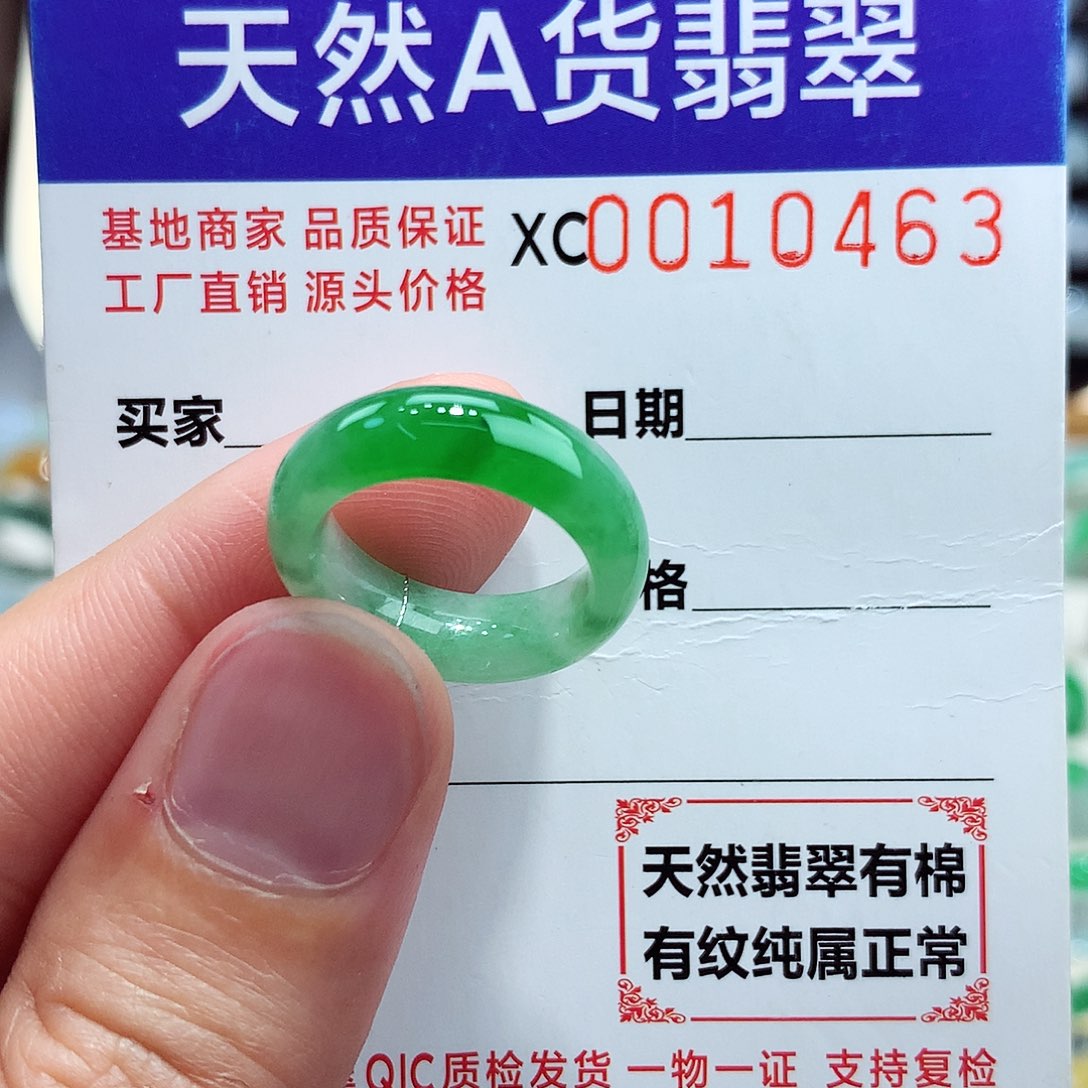 天然A货翡翠
基地商家 品质保证
工厂直销 源头价格
XC0010463
买家
日期
格
天然翡翠有棉
有纹纯属正常
QIC质检发货 一物一证 支持复检